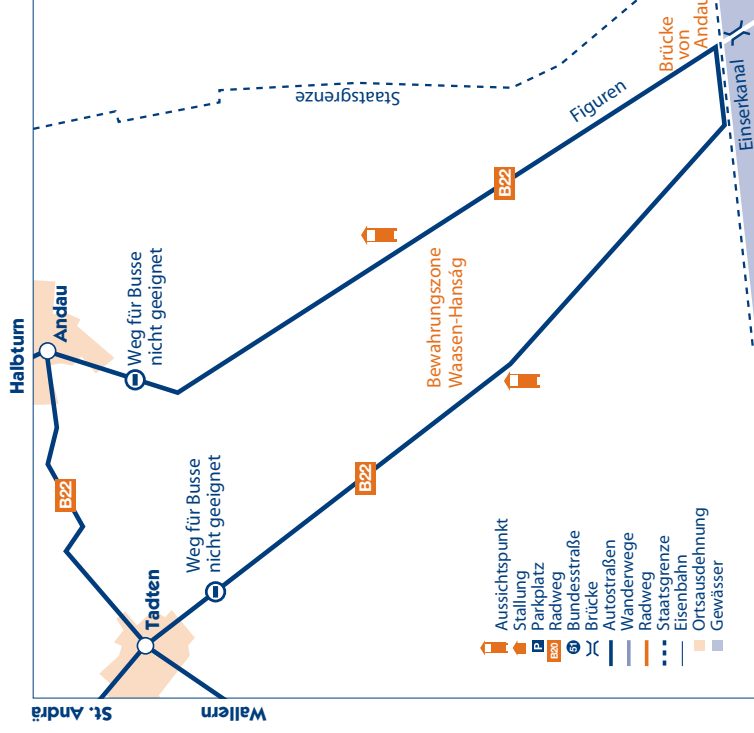 Halbturn
Andau
Weg für Busse
nicht geeignet
B22
Staatsgrenze
Figuren
Brücke
von
Andau
Einserkanal
B22
Bewahrungszone
Waasen-Hanság
B22
Weg für Busse
nicht geeignet
Tadten
St. Andrä
Wallern
Aussichtspunkt
Stallung
P Parkplatz
B20 Radweg
61 Bundesstraße
Brücke
Autostraßen
Wanderwege
Radweg
Staatsgrenze
Eisenbahn
Ortsausdehnung
Gewässer